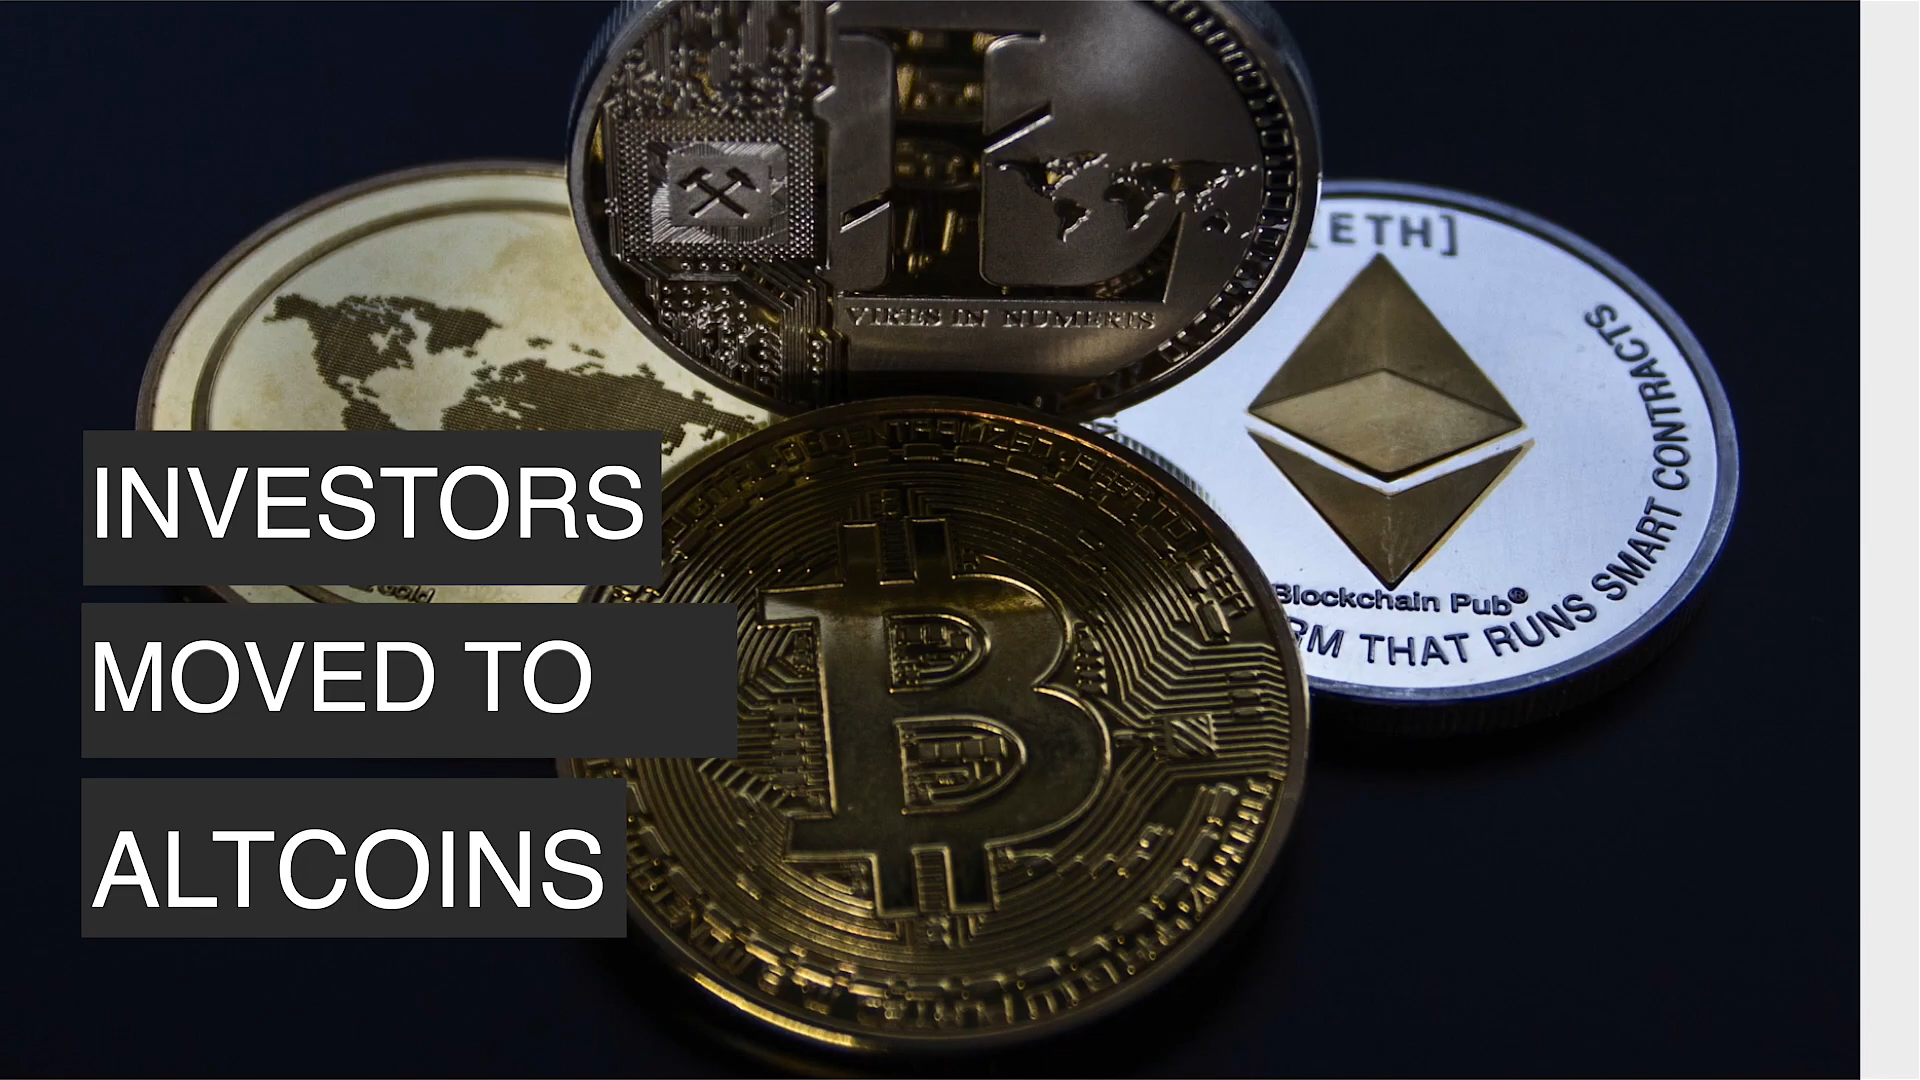 [ETH]
VIRES IN NUMERIS
SMART CONTRACTS
INVESTORS
Blockchain Pub®
RM THAT RUNS
MOVED TO
ALTCOINS